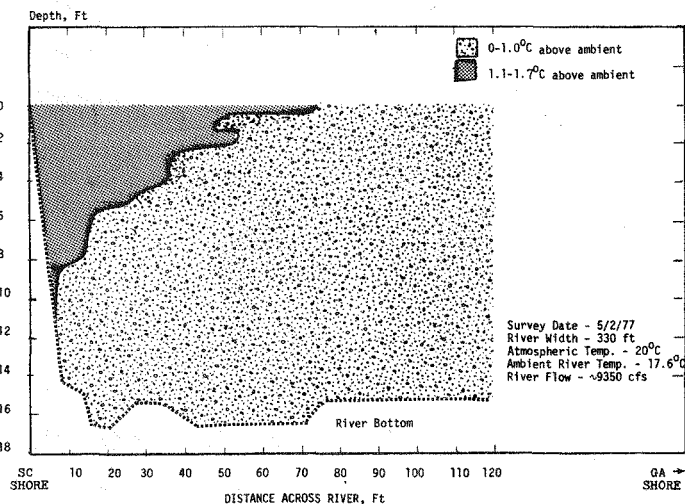 Depth, Ft
0-1.0°C above ambient
1.1-1.7°C above ambient
0
2
4
6
8
10
12
14
16
18
Survey Date - 5/2/77
River Width - 330 ft
Atmospheric Temp. - 20°C
Ambient River Temp. - 17.6°C
River Flow - ~9350 cfs
River Bottom
SC SHORE 10 20 30 40 50 60 70 80 90 100 110 120 GA → SHORE
DISTANCE ACROSS RIVER, Ft